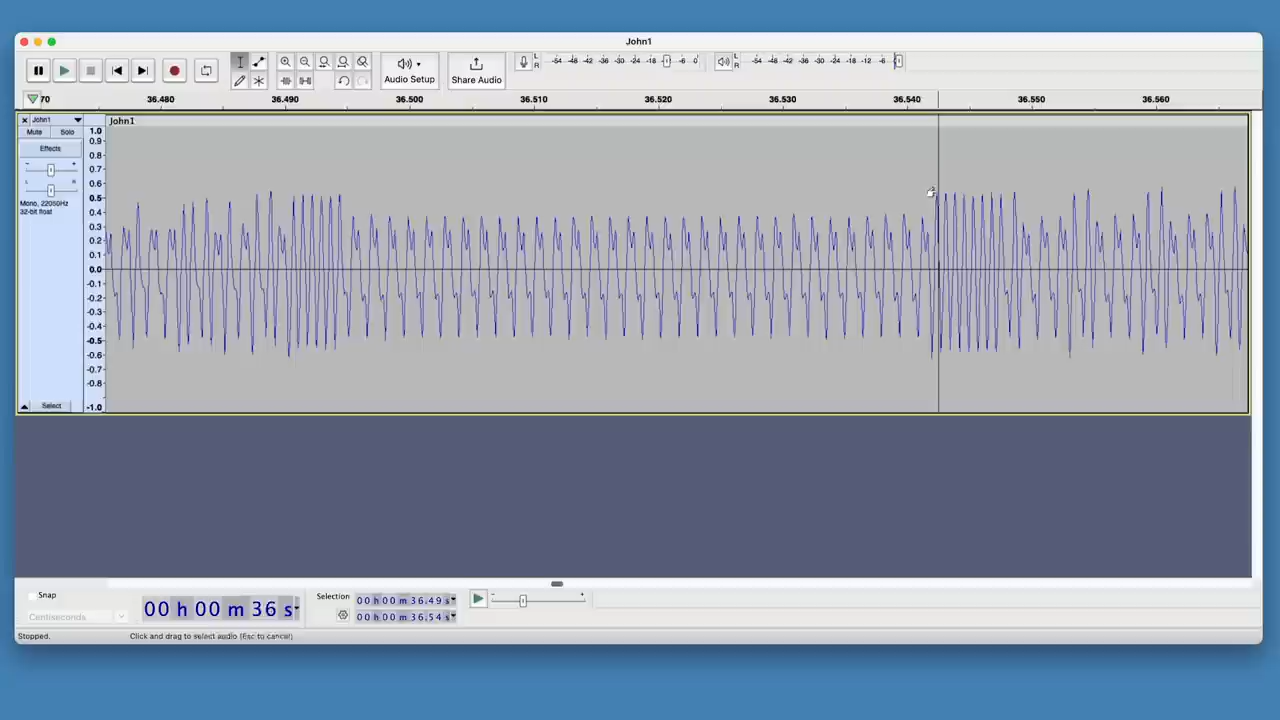 John1
Audio Setup
Share Audio
L
R
-54 -48 -42 -36 -30 -24 -18 -12 -6 0
L
R
-54 -48 -42 -36 -30 -24 -18 -12 -6
70 36.480 36.490 36.500 36.510 36.520 36.530 36.540 36.550 36.560
John1
John1
Mute Solo
Effects
- +
L R
Mono, 22050Hz
32-bit float
Select
1.0
0.9
0.8
0.7
0.6
0.5
0.4
0.3
0.2
0.1
0.0
-0.1
-0.2
-0.3
-0.4
-0.5
-0.6
-0.7
-0.8
-1.0
Snap
Centiseconds
00 h 00 m 36 s
Selection
00 h 00 m 36.49 s
00 h 00 m 36.54 s
- +
Stopped.
Click and drag to select audio (Esc to cancel)